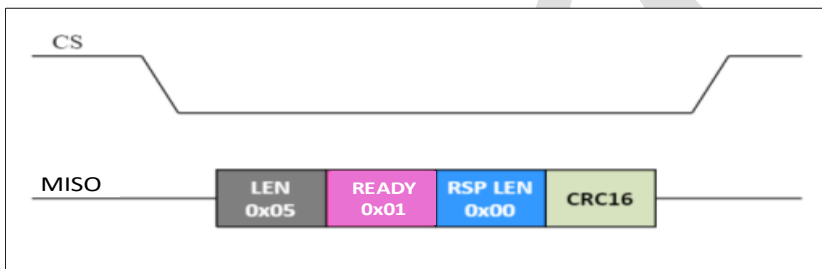 CS
MISO
LEN
0x05
READY
0x01
RSP LEN
0x00
CRC16